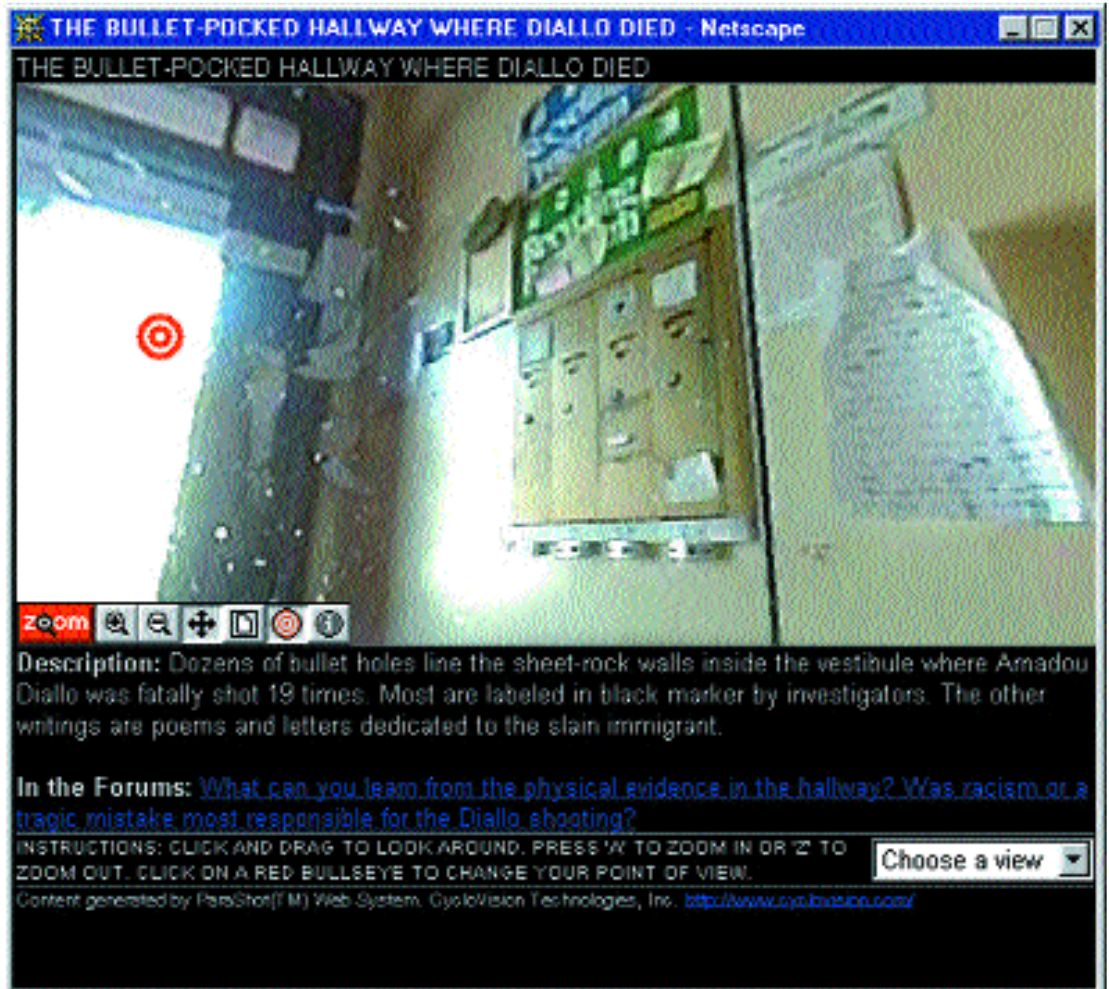 THE BULLET-POCKED HALLWAY WHERE DIALLO DIED - Netscape
THE BULLET-POCKED HALLWAY WHERE DIALLO DIED
zoom
Description: Dozens of bullet holes line the sheet-rock walls inside the vestibule where Amadou
Diallo was fatally shot 19 times. Most are labeled in black marker by investigators. The other
writings are poems and letters dedicated to the slain immigrant.
In the Forums: What can you learn from the physical evidence in the hallway? Was racism or a
tragic mistake most responsible for the Diallo shooting?
INSTRUCTIONS: CLICK AND DRAG TO LOOK AROUND. PRESS 'A' TO ZOOM IN OR 'Z' TO
ZOOM OUT. CLICK ON A RED BULLSEYE TO CHANGE YOUR POINT OF VIEW.
Choose a view
Content generated by ParaShot(TM) Web-System. CycloVision Technologies, Inc. http://www.cyclovision.com/